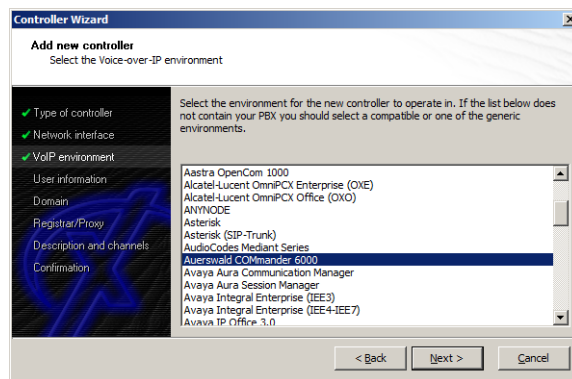 Controller Wizard
Add new controller
Select the Voice-over-IP environment
Type of controller
Network interface
VoIP environment
User information
Domain
Registrar/Proxy
Description and channels
Confirmation
Select the environment for the new controller to operate in. If the list below does
not contain your PBX you should select a compatible or one of the generic
environments.
Aastra OpenCom 1000
Alcatel-Lucent OmniPCX Enterprise (OXE)
Alcatel-Lucent OmniPCX Office (OXO)
ANYNODE
Asterisk
Asterisk (SIP-Trunk)
AudioCodes Mediant Series
Auerswald COMmander 6000
Avaya Aura Communication Manager
Avaya Aura Session Manager
Avaya Integral Enterprise (IEE3)
Avaya Integral Enterprise (IEE4-IEE7)
Avaya IP Office 3.0
< Back
Next >
Cancel